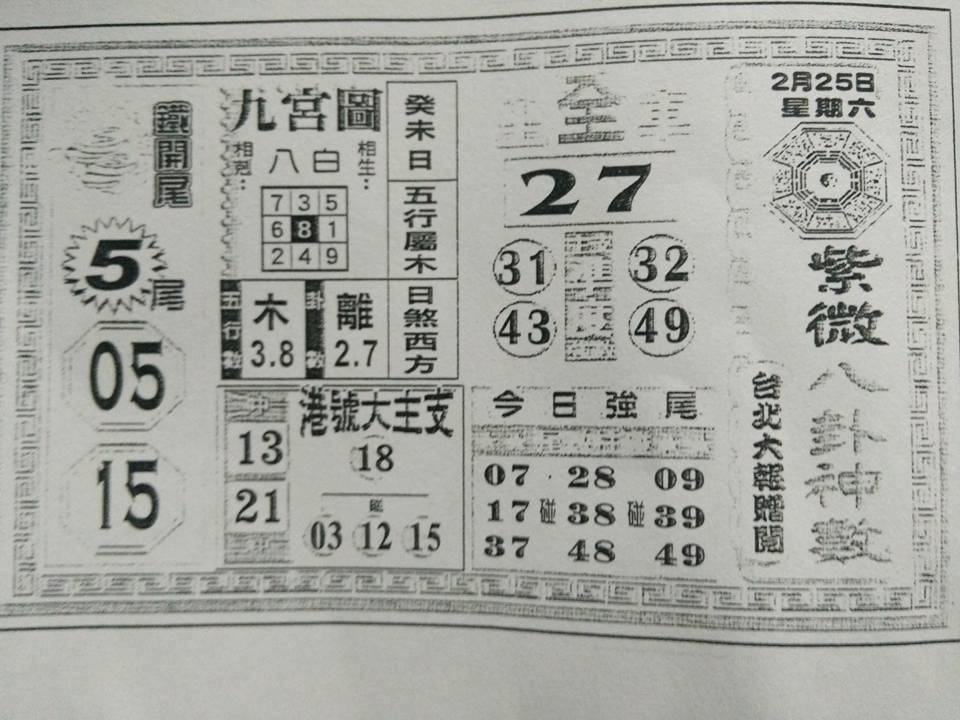 2月25日
星期六
紫微
八卦神數
台北大報贈閱
全車
27
31 32
43 49
今日強尾
07 28 09
17 碰 38 碰 39
37 48 49
癸未日
五行屬木
日煞西方
九宮圖
相剋：
八白
相生：
7 3 5
6 8 1
2 4 9
五行數
木
3.8
卦數
離
2.7
港號大主支
18
碰
03 12 15
13
21
鐵開尾
5尾
05
15